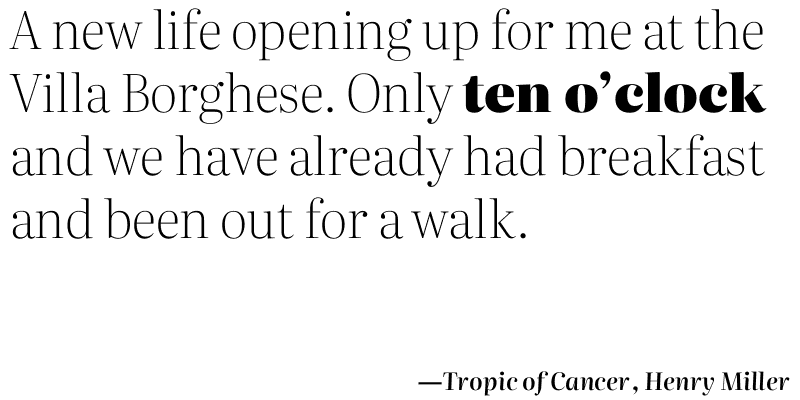 A new life opening up for me at the
Villa Borghese. Only ten o’clock
and we have already had breakfast
and been out for a walk.
—Tropic of Cancer, Henry Miller